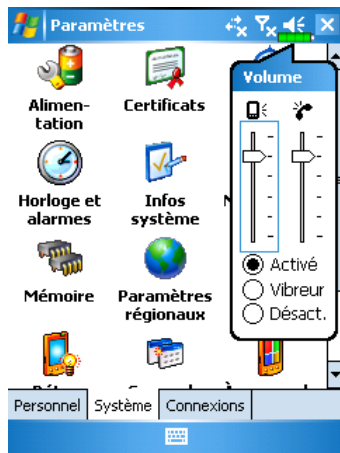 Paramètres
Volume
Alimen-
tation
Certificats
Horloge et
alarmes
Infos
système
Mémoire
Paramètres
régionaux
Activé
Vibreur
Désact.
Personnel
Système
Connexions